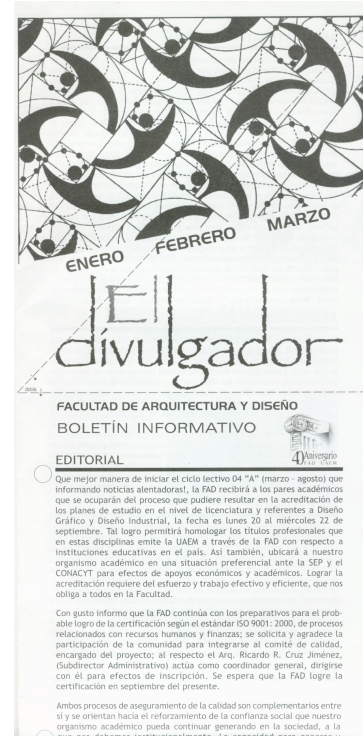 ENERO FEBRERO MARZO
El
divulgador
FACULTAD DE ARQUITECTURA Y DISEÑO
BOLETÍN INFORMATIVO
40 Aniversario
FAD UAEM
EDITORIAL
Que mejor manera de iniciar el ciclo lectivo 04 "A" (marzo - agosto) que
informando noticias alentadoras!, la FAD recibirá a los pares académicos
que se ocuparán del proceso que pudiere resultar en la acreditación de
los planes de estudio en el nivel de licenciatura y referentes a Diseño
Gráfico y Diseño Industrial, la fecha es lunes 20 al miércoles 22 de
septiembre. Tal logro permitirá homologar los títulos profesionales que
en estas disciplinas emite la UAEM a través de la FAD con respecto a
instituciones educativas en el país. Así también, ubicará a nuestro
organismo académico en una situación preferencial ante la SEP y el
CONACYT para efectos de apoyos económicos y académicos. Lograr la
acreditación requiere del esfuerzo y trabajo efectivo y eficiente, que nos
obliga a todos en la Facultad.
Con gusto informo que la FAD continúa con los preparativos para el prob-
able logro de la certificación según el estándar ISO 9001: 2000, de procesos
relacionados con recursos humanos y finanzas; se solicita y agradece la
participación de la comunidad para integrarse al comité de calidad,
encargado del proyecto; al respecto el Arq. Ricardo R. Cruz Jiménez,
(Subdirector Administrativo) actúa como coordinador general, dirigirse
con él para efectos de inscripción. Se espera que la FAD logre la
certificación en septiembre del presente.
Ambos procesos de aseguramiento de la calidad son complementarios entre
sí y se orientan hacia el reforzamiento de la confianza social que nuestro
organismo académico pueda continuar generando en la sociedad, a la